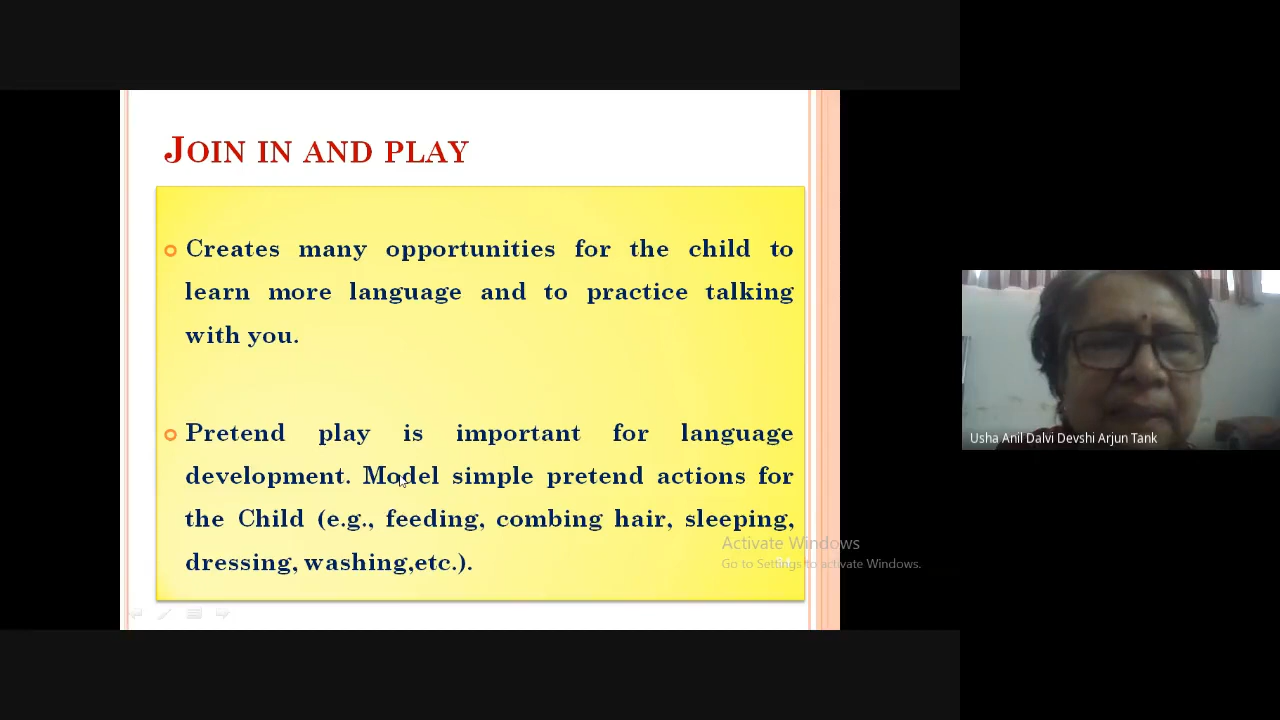 JOIN IN AND PLAY
Creates many opportunities for the child to
learn more language and to practice talking
with you.
Pretend play is important for language
development. Model simple pretend actions for
the Child (e.g., feeding, combing hair, sleeping,
dressing, washing,etc.).
Activate Windows
Go to Settings to activate Windows.
Usha Anil Dalvi Devshi Arjun Tank